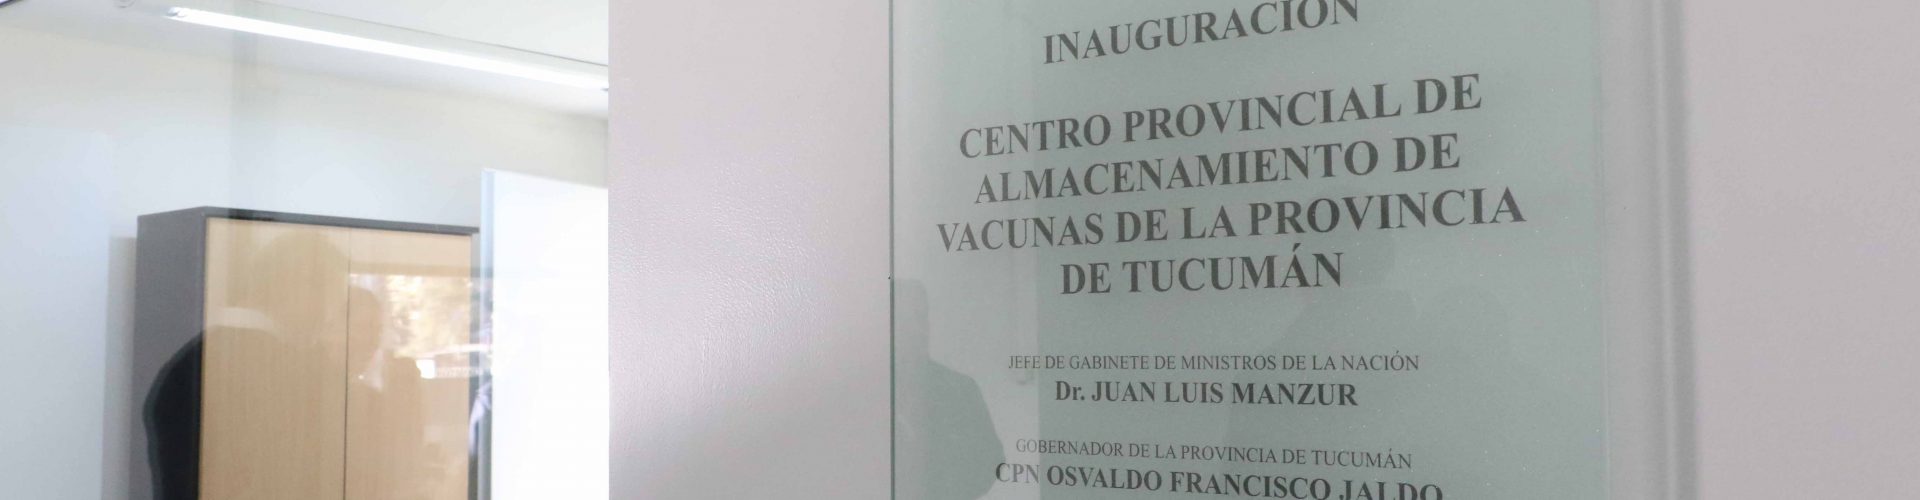 INAUGURACIÓN
CENTRO PROVINCIAL DE
ALMACENAMIENTO DE
VACUNAS DE LA PROVINCIA
DE TUCUMÁN
JEFE DE GABINETE DE MINISTROS DE LA NACIÓN
Dr. JUAN LUIS MANZUR
GOBERNADOR DE LA PROVINCIA DE TUCUMÁN
CPN OSVALDO FRANCISCO JALDO